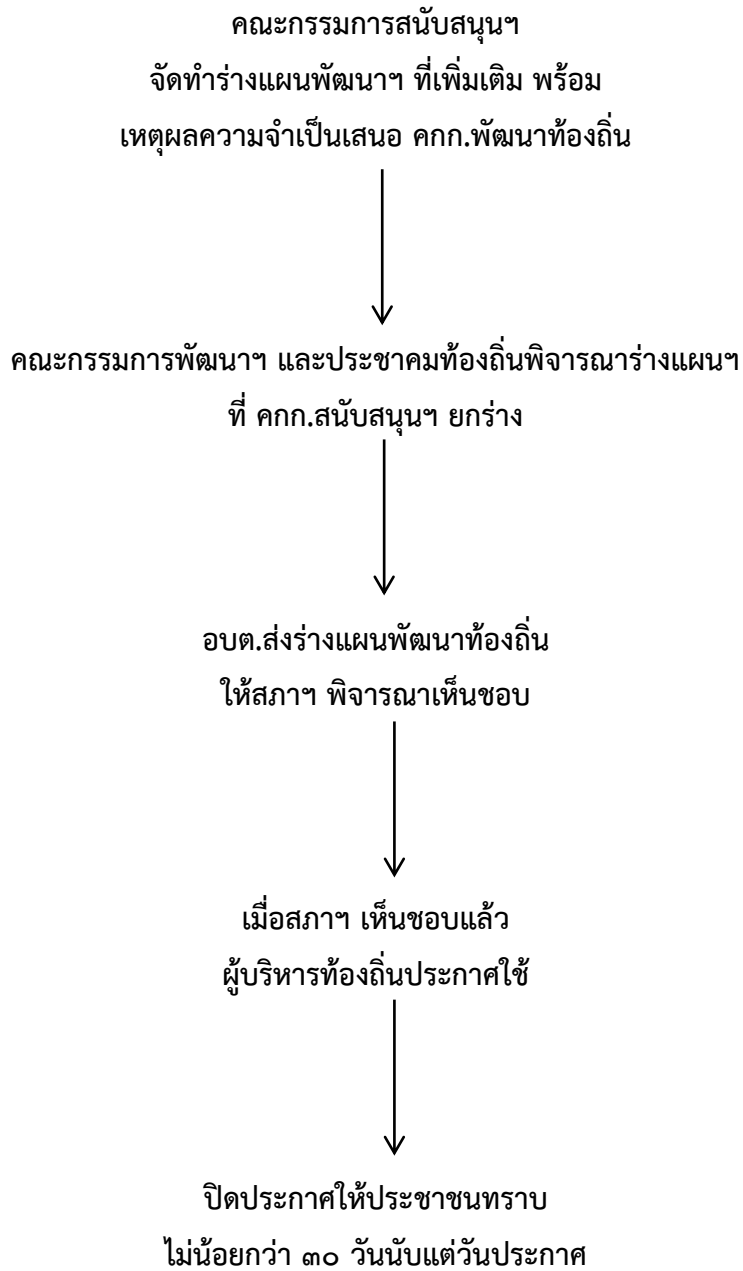 คณะกรรมการสนับสนุนฯ
จัดทำร่างแผนพัฒนาฯ ที่เพิ่มเติม พร้อม
เหตุผลความจำเป็นเสนอ คกก.พัฒนาท้องถิ่น
คณะกรรมการพัฒนาฯ และประชาคมท้องถิ่นพิจารณาร่างแผนฯ
ที่ คกก.สนับสนุนฯ ยกร่าง
อบต.ส่งร่างแผนพัฒนาท้องถิ่น
ให้สภาฯ พิจารณาเห็นชอบ
เมื่อสภาฯ เห็นชอบแล้ว
ผู้บริหารท้องถิ่นประกาศใช้
ปิดประกาศให้ประชาชนทราบ
ไม่น้อยกว่า ๓๐ วันนับแต่วันประกาศ